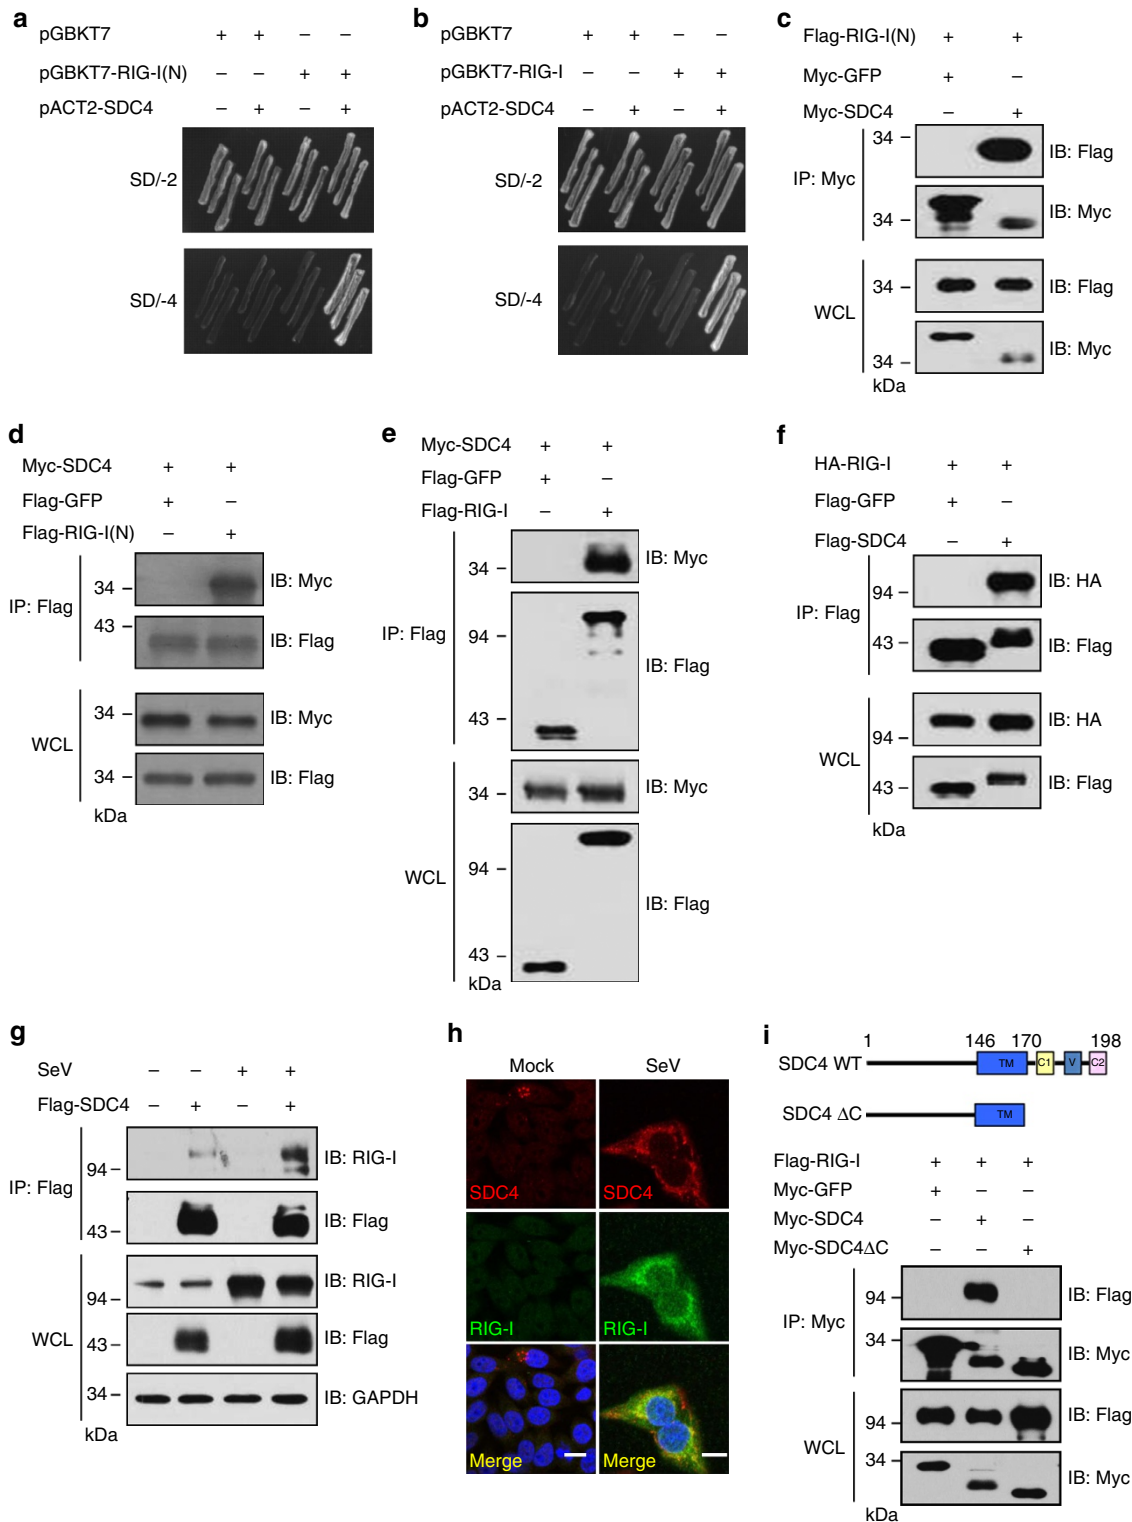 a
pGBKT7 + + – –
pGBKT7-RIG-I(N) – – + +
pACT2-SDC4 – + – +
SD/-2
SD/-4
b
pGBKT7 + + – –
pGBKT7-RIG-I – – + +
pACT2-SDC4 – + – +
SD/-2
SD/-4
c
Flag-RIG-I(N) + +
Myc-GFP + –
Myc-SDC4 – +
IP: Myc
34 – IB: Flag
34 – IB: Myc
WCL
34 – IB: Flag
34 – IB: Myc
kDa
d
Myc-SDC4 + +
Flag-GFP + –
Flag-RIG-I(N) – +
IP: Flag
34 – IB: Myc
43 – IB: Flag
WCL
34 – IB: Myc
34 – IB: Flag
kDa
e
Myc-SDC4 + +
Flag-GFP + –
Flag-RIG-I – +
IP: Flag
34 – IB: Myc
94 –
IB: Flag
43 –
WCL
34 – IB: Myc
94 –
IB: Flag
43 –
kDa
f
HA-RIG-I + +
Flag-GFP + –
Flag-SDC4 – +
IP: Flag
94 – IB: HA
43 – IB: Flag
WCL
94 – IB: HA
43 – IB: Flag
kDa
g
SeV – – + +
Flag-SDC4 – + – +
IP: Flag
94 – IB: RIG-I
43 – IB: Flag
WCL
94 – IB: RIG-I
43 – IB: Flag
34 – IB: GAPDH
kDa
h
Mock SeV
SDC4 SDC4
RIG-I RIG-I
Merge Merge
i
1 146 170 198
SDC4 WT TM C1 V C2
SDC4 ΔC TM
Flag-RIG-I + + +
Myc-GFP + – –
Myc-SDC4 – + –
Myc-SDC4ΔC – – +
IP: Myc
94 – IB: Flag
34 – IB: Myc
WCL
94 – IB: Flag
34 – IB: Myc
kDa